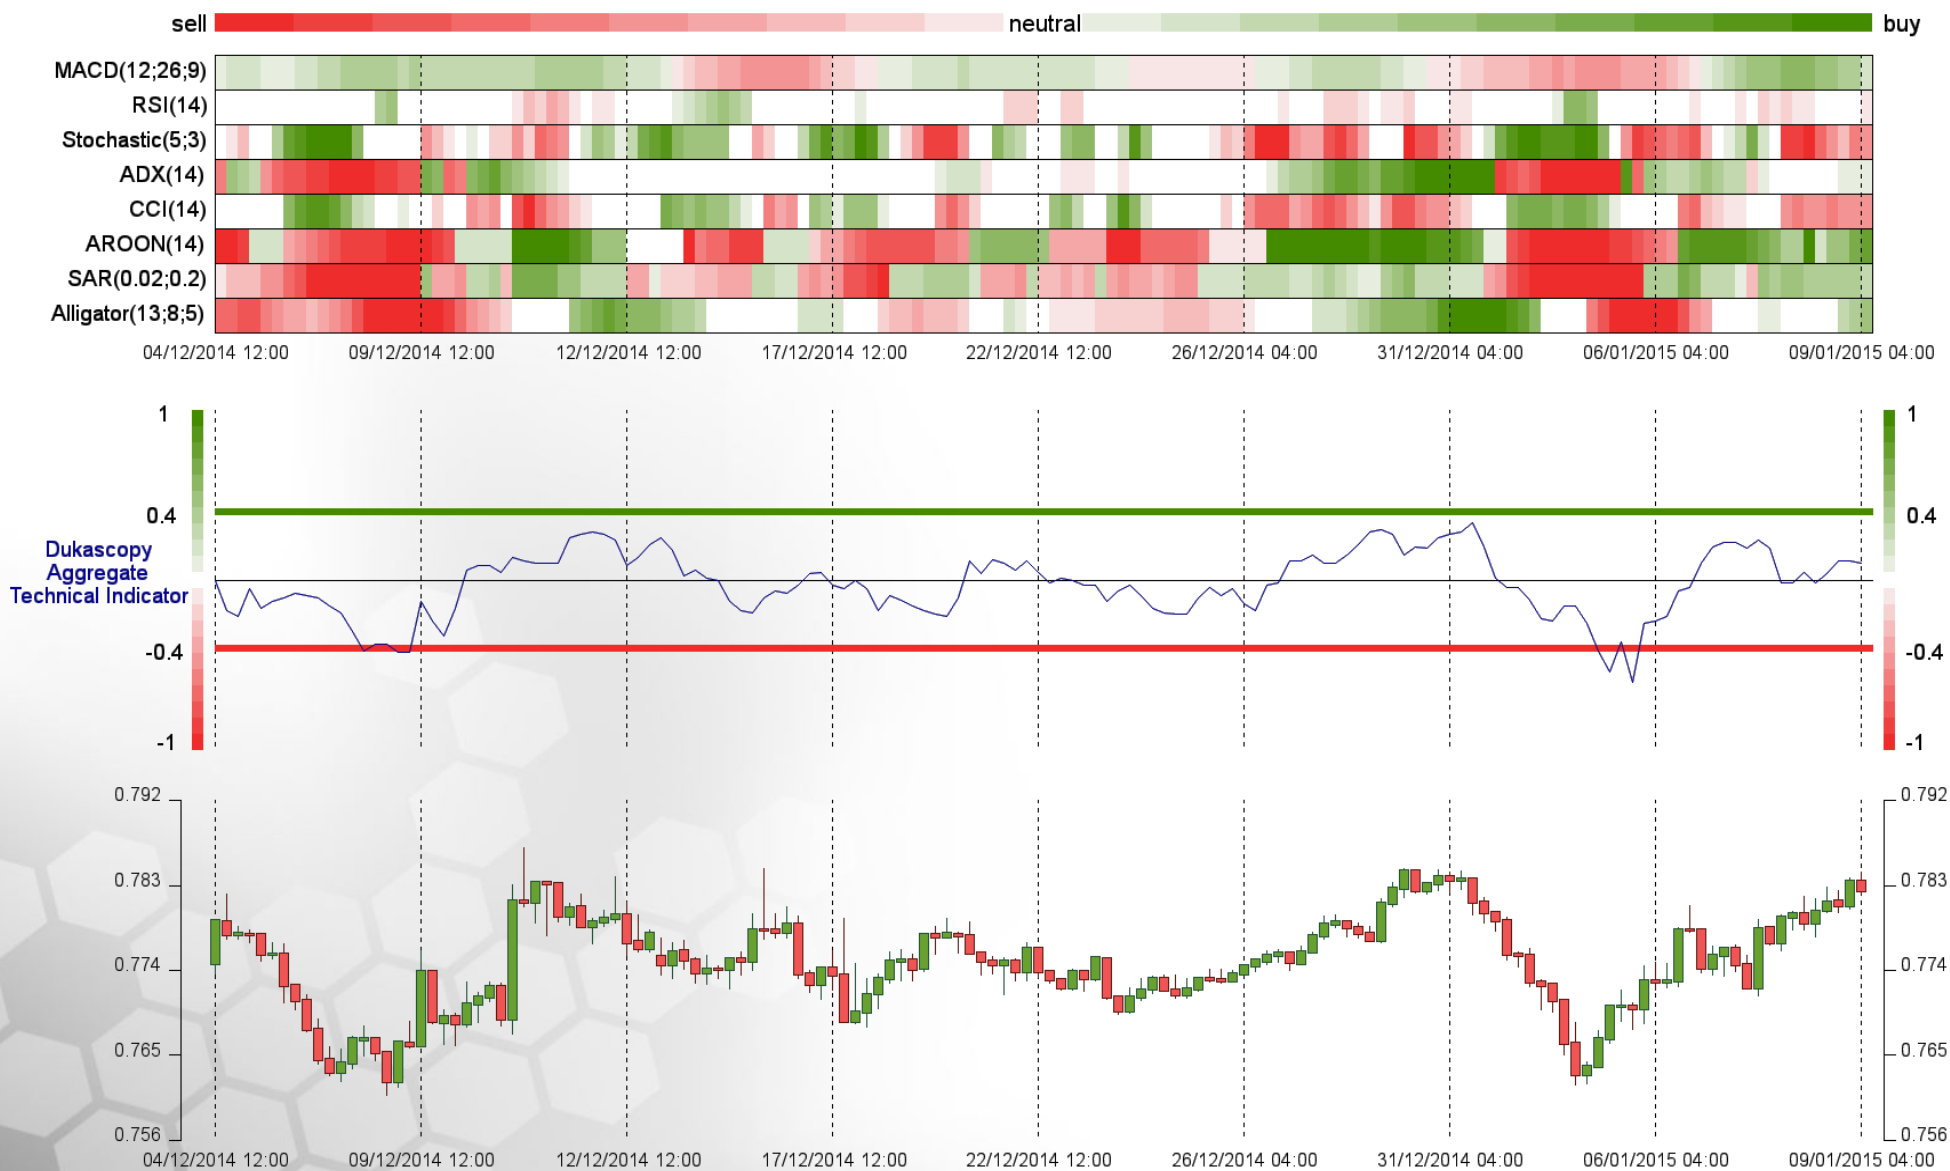 sell neutral buy
MACD(12;26;9)
RSI(14)
Stochastic(5;3)
ADX(14)
CCI(14)
AROON(14)
SAR(0.02;0.2)
Alligator(13;8;5)
04/12/2014 12:00 09/12/2014 12:00 12/12/2014 12:00 17/12/2014 12:00 22/12/2014 12:00 26/12/2014 04:00 31/12/2014 04:00 06/01/2015 04:00 09/01/2015 04:00
1 1
0.4 0.4
Dukascopy
Aggregate
Technical Indicator
-0.4 -0.4
-1 -1
0.792 0.792
0.783 0.783
0.774 0.774
0.765 0.765
0.756 0.756
04/12/2014 12:00 09/12/2014 12:00 12/12/2014 12:00 17/12/2014 12:00 22/12/2014 12:00 26/12/2014 04:00 31/12/2014 04:00 06/01/2015 04:00 09/01/2015 04:00